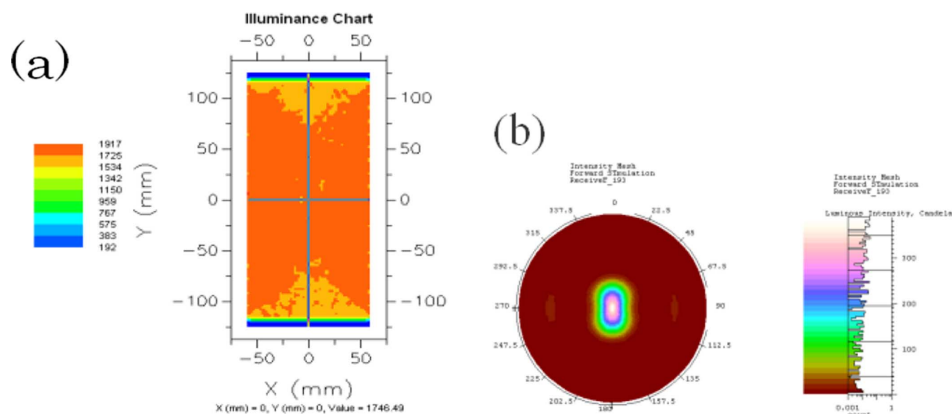 (a)
Illuminance Chart
−50 0 50
1917
1725
1534
1342
1150
959
767
575
383
192
Y (mm)
100 100
50 50
0 0
−50 −50
−100 −100
−50 0 50
X (mm)
X (mm) = 0, Y (mm) = 0, Value = 1746.49
(b)
Intensity Mesh
Forward Simulation
Receiver_193
0
337.5 22.5
315 45
292.5 67.5
270 90
247.5 112.5
225 135
202.5 157.5
180
Intensity Mesh
Forward Simulation
Receiver_193
Luminous Intensity, Candela
300
200
100
0.001 1